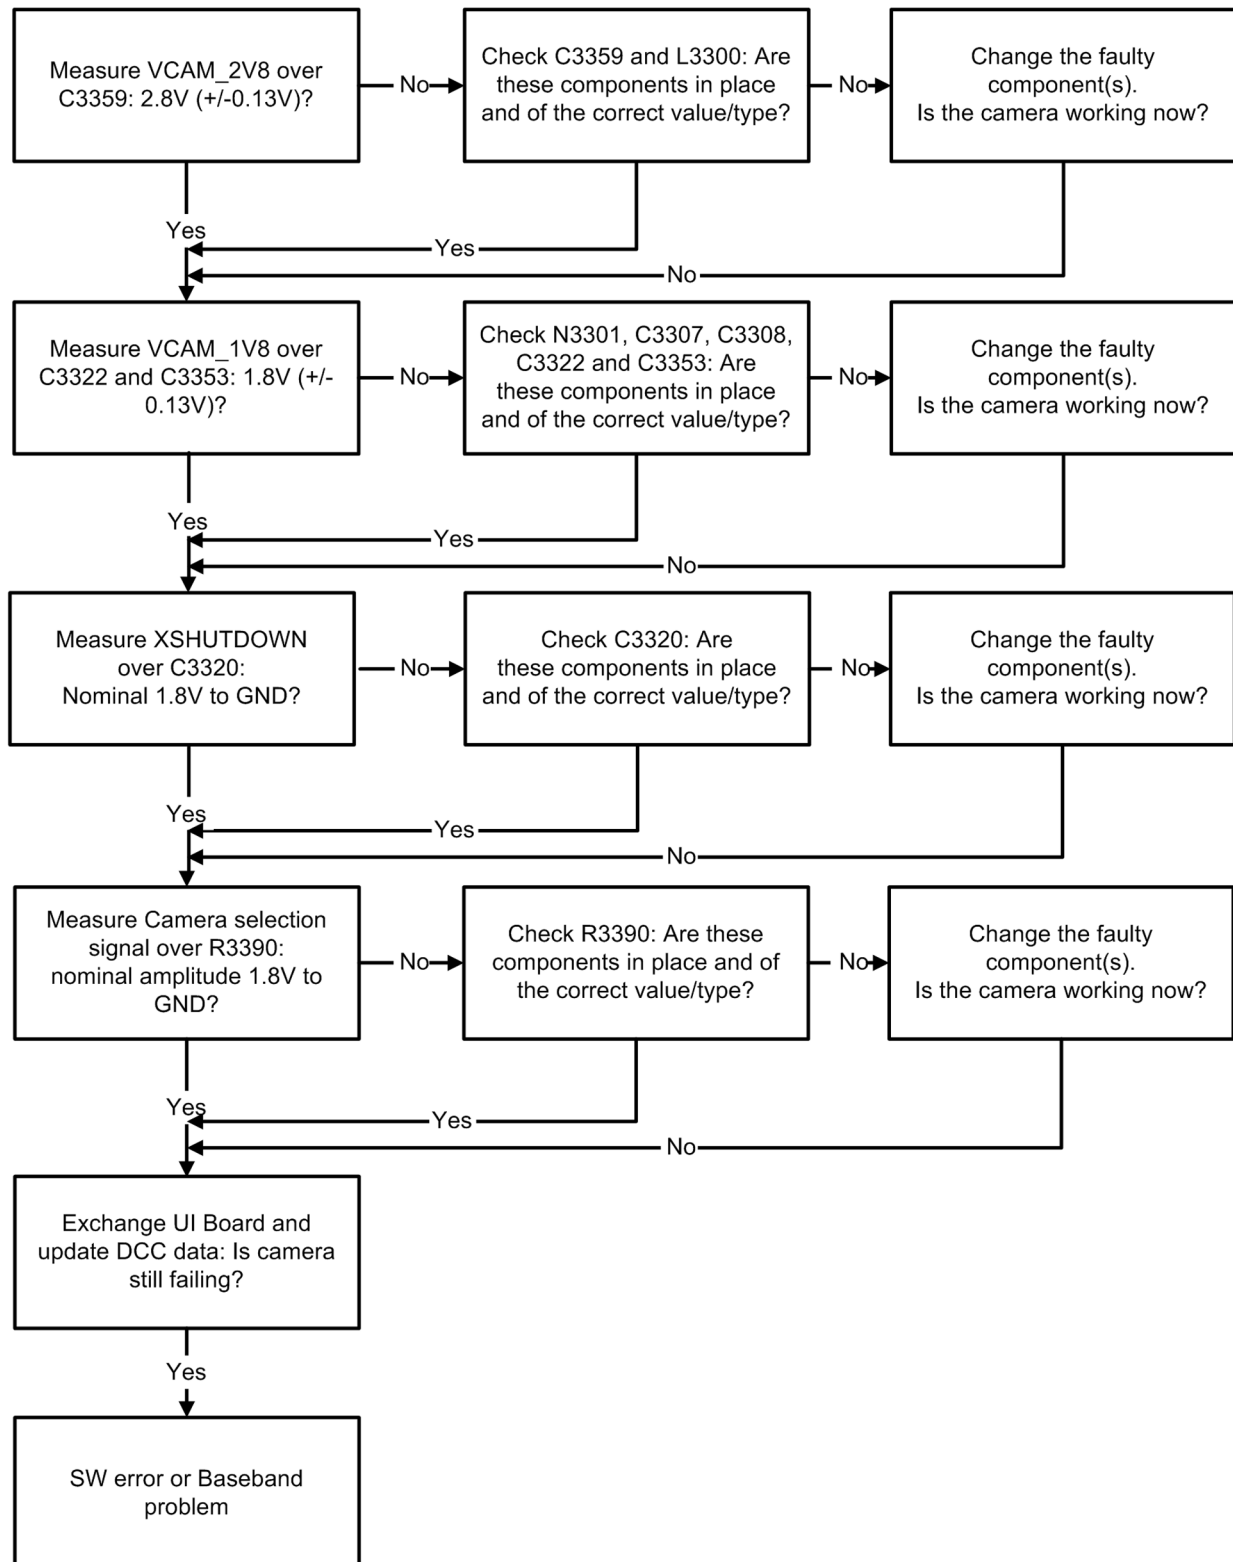 Measure VCAM_2V8 over
C3359: 2.8V (+/-0.13V)?
No
Check C3359 and L3300: Are
these components in place
and of the correct value/type?
No
Change the faulty
component(s).
Is the camera working now?
Yes
Yes
No
Measure VCAM_1V8 over
C3322 and C3353: 1.8V (+/-
0.13V)?
No
Check N3301, C3307, C3308,
C3322 and C3353: Are
these components in place
and of the correct value/type?
No
Change the faulty
component(s).
Is the camera working now?
Yes
Yes
No
Measure XSHUTDOWN
over C3320:
Nominal 1.8V to GND?
No
Check C3320: Are
these components in place
and of the correct value/type?
No
Change the faulty
component(s).
Is the camera working now?
Yes
Yes
No
Measure Camera selection
signal over R3390:
nominal amplitude 1.8V to
GND?
No
Check R3390: Are these
components in place and of
the correct value/type?
No
Change the faulty
component(s).
Is the camera working now?
Yes
Yes
No
Exchange UI Board and
update DCC data: Is camera
still failing?
Yes
SW error or Baseband
problem